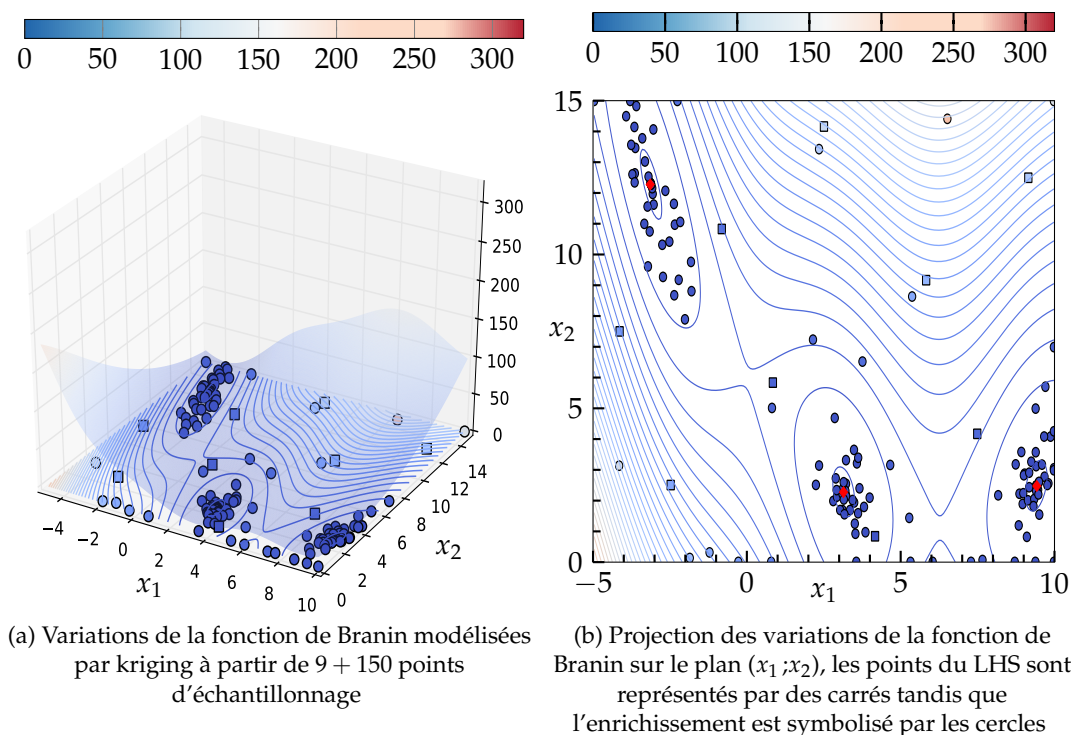 0 50 100 150 200 250 300
0 50 100 150 200 250 300
300
250
200
150
100
50
0
−4 −2 0 2 4 6 8 10
x1
0 2 4 6 8 10 12 14
x2
15
10
x2
5
0
−5 0 5 10
x1
(a) Variations de la fonction de Branin modélisées
par kriging à partir de 9 + 150 points
d'échantillonnage
(b) Projection des variations de la fonction de
Branin sur le plan (x1 ;x2), les points du LHS sont
représentés par des carrés tandis que
l'enrichissement est symbolisé par les cercles